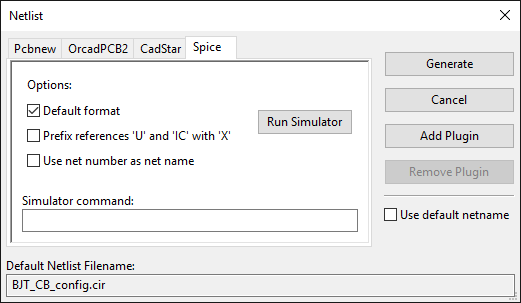 Netlist
Pcbnew OrcadPCB2 CadStar Spice
Options:
Default format
Prefix references 'U' and 'IC' with 'X'
Use net number as net name
Run Simulator
Simulator command:
Generate
Cancel
Add Plugin
Remove Plugin
Use default netname
Default Netlist Filename:
BJT_CB_config.cir